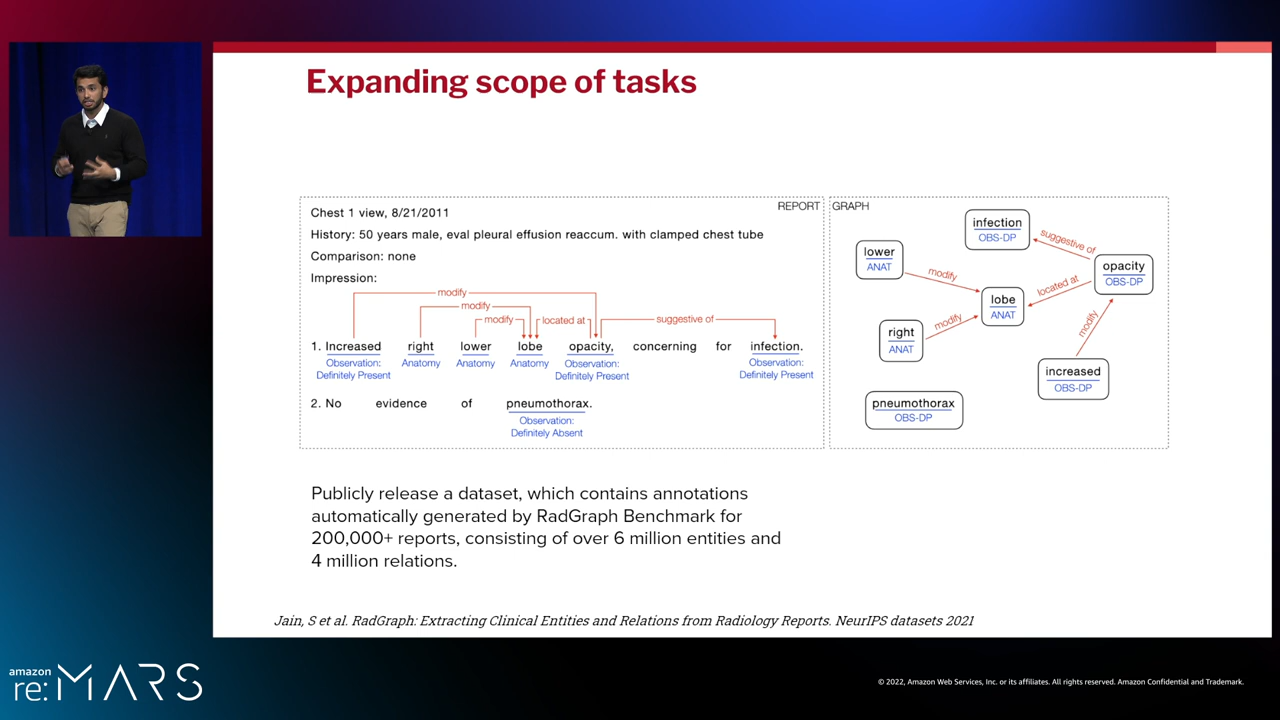 Expanding scope of tasks
REPORT
Chest 1 view, 8/21/2011
History: 50 years male, eval pleural effusion reaccum. with clamped chest tube
Comparison: none
Impression:
modify
modify
modify located at suggestive of
1. Increased right lower lobe opacity, concerning for infection.
Observation: Anatomy Anatomy Anatomy Observation: Observation:
Definitely Present Definitely Present Definitely Present
2. No evidence of pneumothorax.
Observation:
Definitely Absent
GRAPH
infection
OBS-DP
suggestive of
lower
ANAT
modify
opacity
OBS-DP
located at
lobe
ANAT
modify
right
ANAT
modify
increased
OBS-DP
pneumothorax
OBS-DP
Publicly release a dataset, which contains annotations
automatically generated by RadGraph Benchmark for
200,000+ reports, consisting of over 6 million entities and
4 million relations.
Jain, S et al. RadGraph: Extracting Clinical Entities and Relations from Radiology Reports. NeurIPS datasets 2021
amazon
re:MARS
© 2022, Amazon Web Services, Inc. or its affiliates. All rights reserved. Amazon Confidential and Trademark.